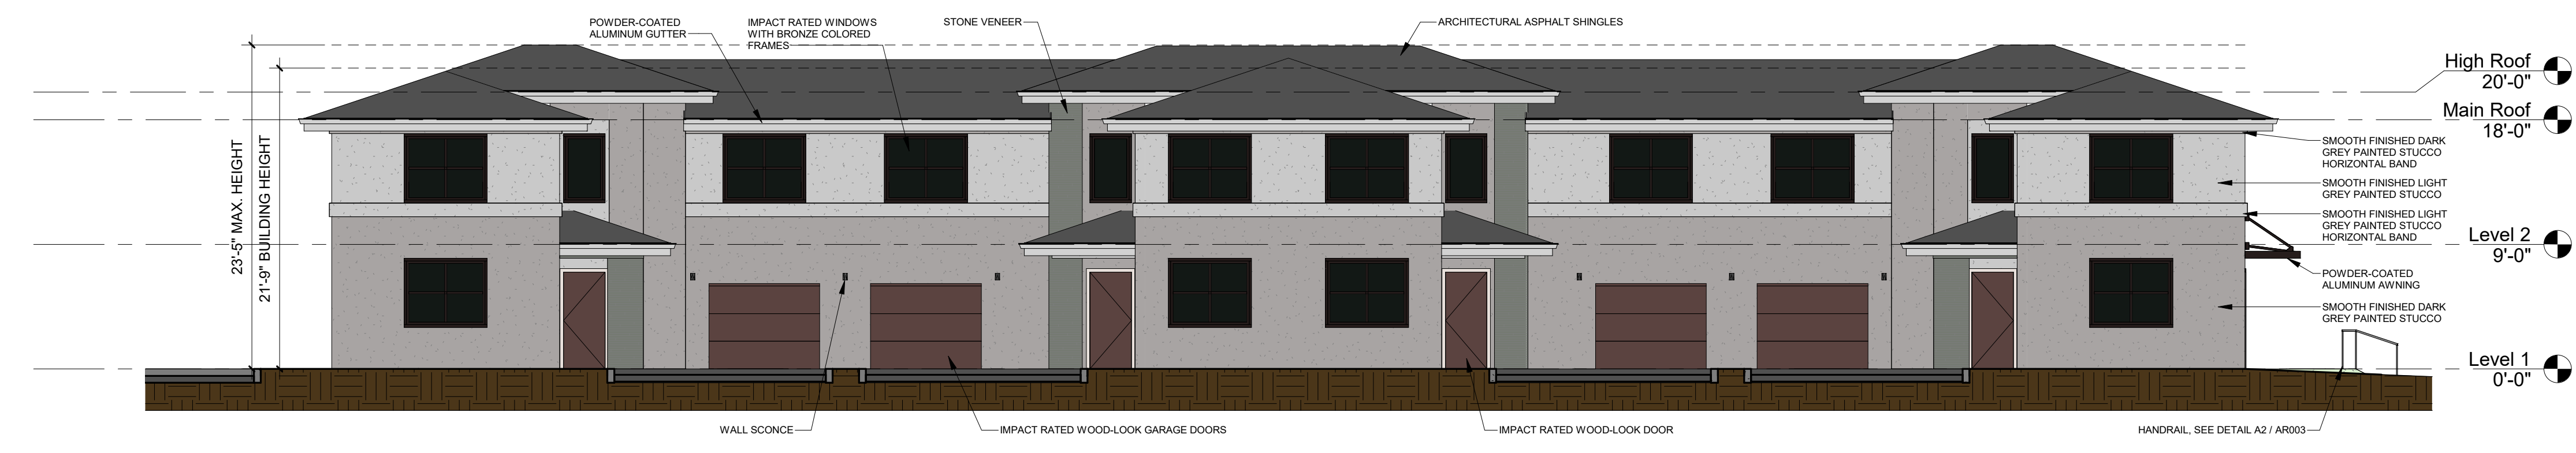 POWDER-COATED
ALUMINUM GUTTER
IMPACT RATED WINDOWS
WITH BRONZE COLORED
FRAMES
STONE VENEER
ARCHITECTURAL ASPHALT SHINGLES
23'-5" MAX. HEIGHT
21'-9" BUILDING HEIGHT
High Roof
20'-0"
Main Roof
18'-0"
SMOOTH FINISHED DARK
GREY PAINTED STUCCO
HORIZONTAL BAND
SMOOTH FINISHED LIGHT
GREY PAINTED STUCCO
SMOOTH FINISHED LIGHT
GREY PAINTED STUCCO
HORIZONTAL BAND
Level 2
9'-0"
POWDER-COATED
ALUMINUM AWNING
SMOOTH FINISHED DARK
GREY PAINTED STUCCO
Level 1
0'-0"
WALL SCONCE
IMPACT RATED WOOD-LOOK GARAGE DOORS
IMPACT RATED WOOD-LOOK DOOR
HANDRAIL, SEE DETAIL A2 / AR003